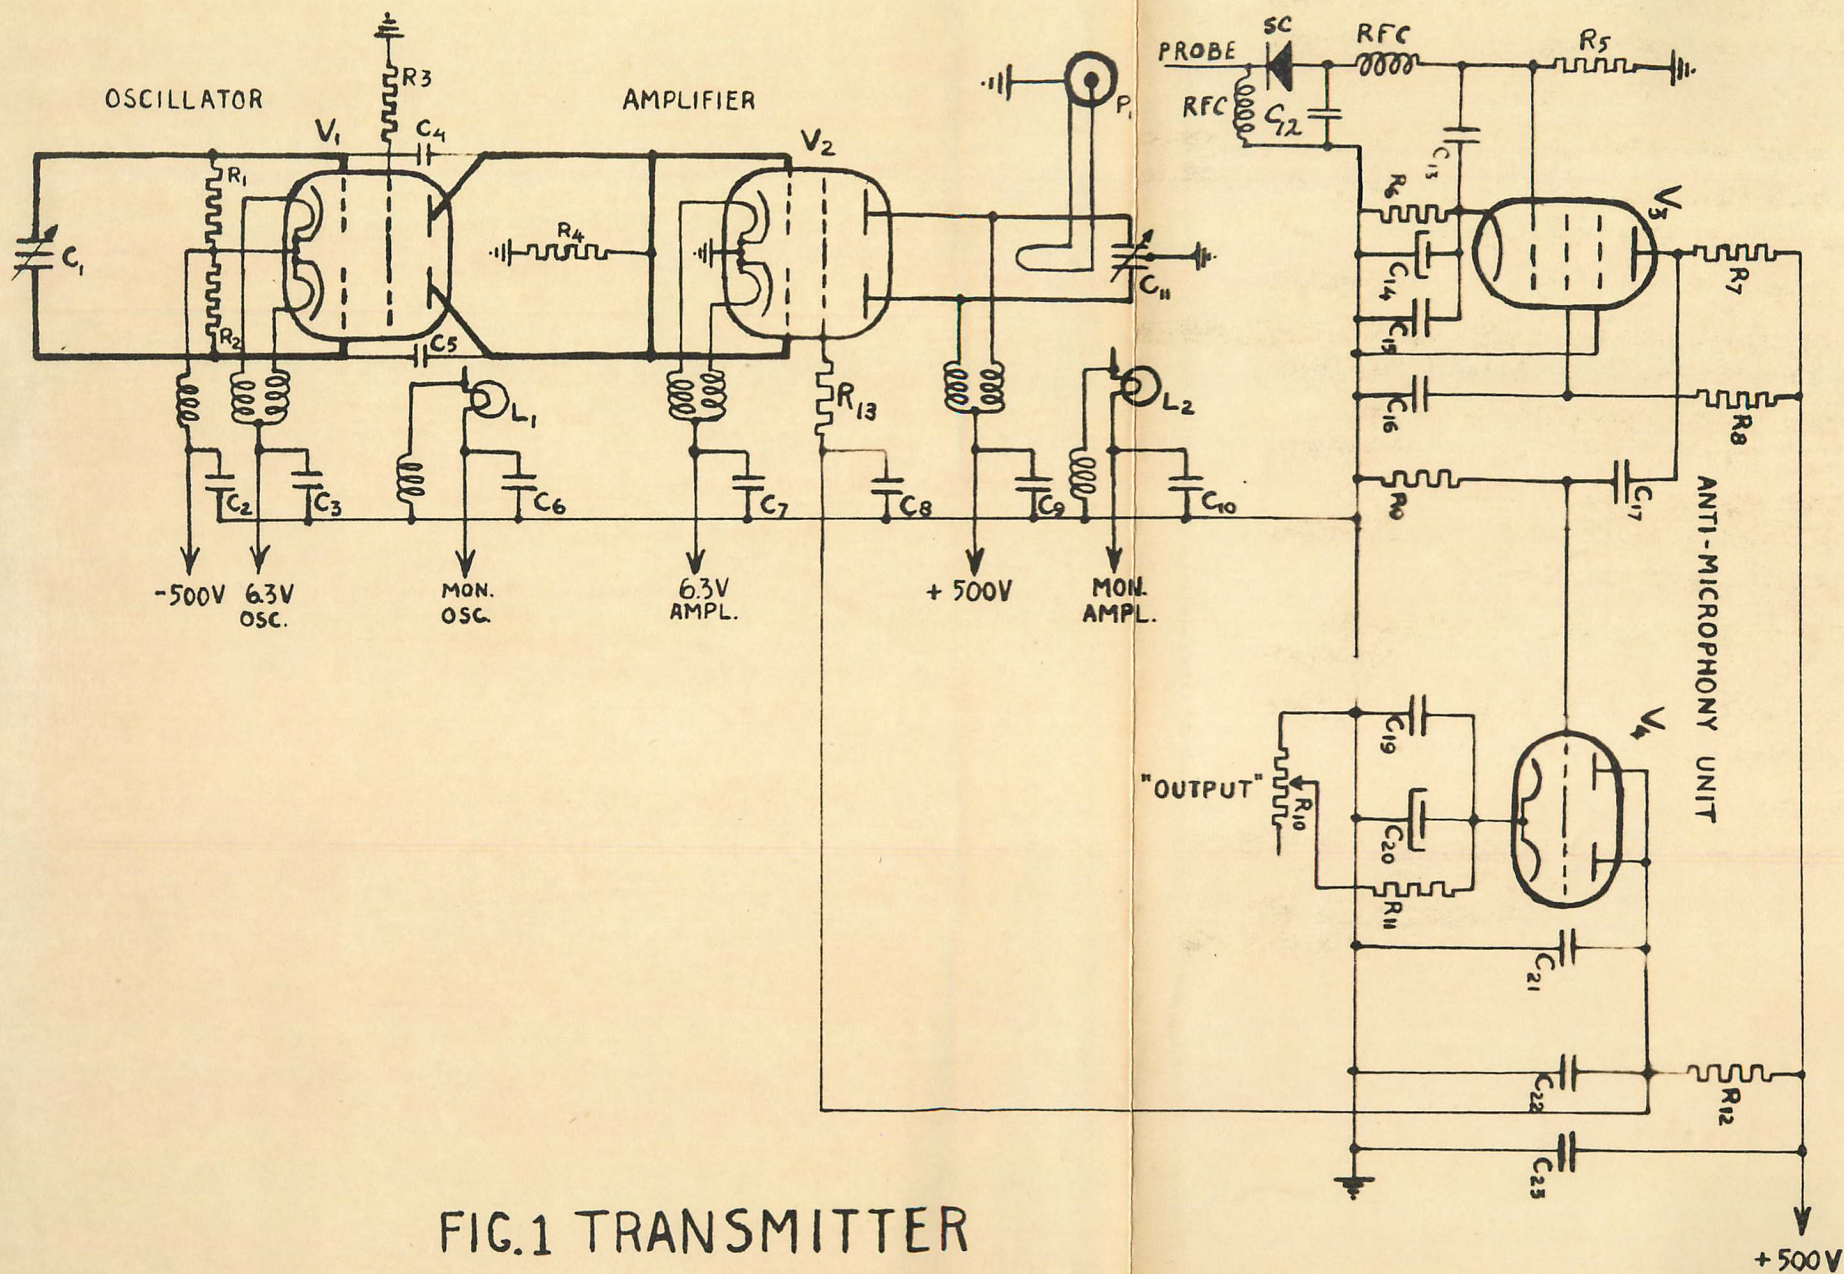 OSCILLATOR
AMPLIFIER
PROBE
SC
RFC
R5
R3
V1
C4
V2
P1
RFC
C12
C13
R1
R6
V3
C1
R4
C11
C14
R7
R2
C5
C15
L1
R13
L2
C16
R8
C2
C3
C6
C7
C8
C9
C10
C17
ANTI-MICROPHONY UNIT
-500V
6.3V
OSC.
MON.
OSC.
6.3V
AMPL.
+500V
MON.
AMPL.
C19
V4
"OUTPUT"
R10
C20
R11
C21
C22
R12
C23
FIG.1 TRANSMITTER
+500V